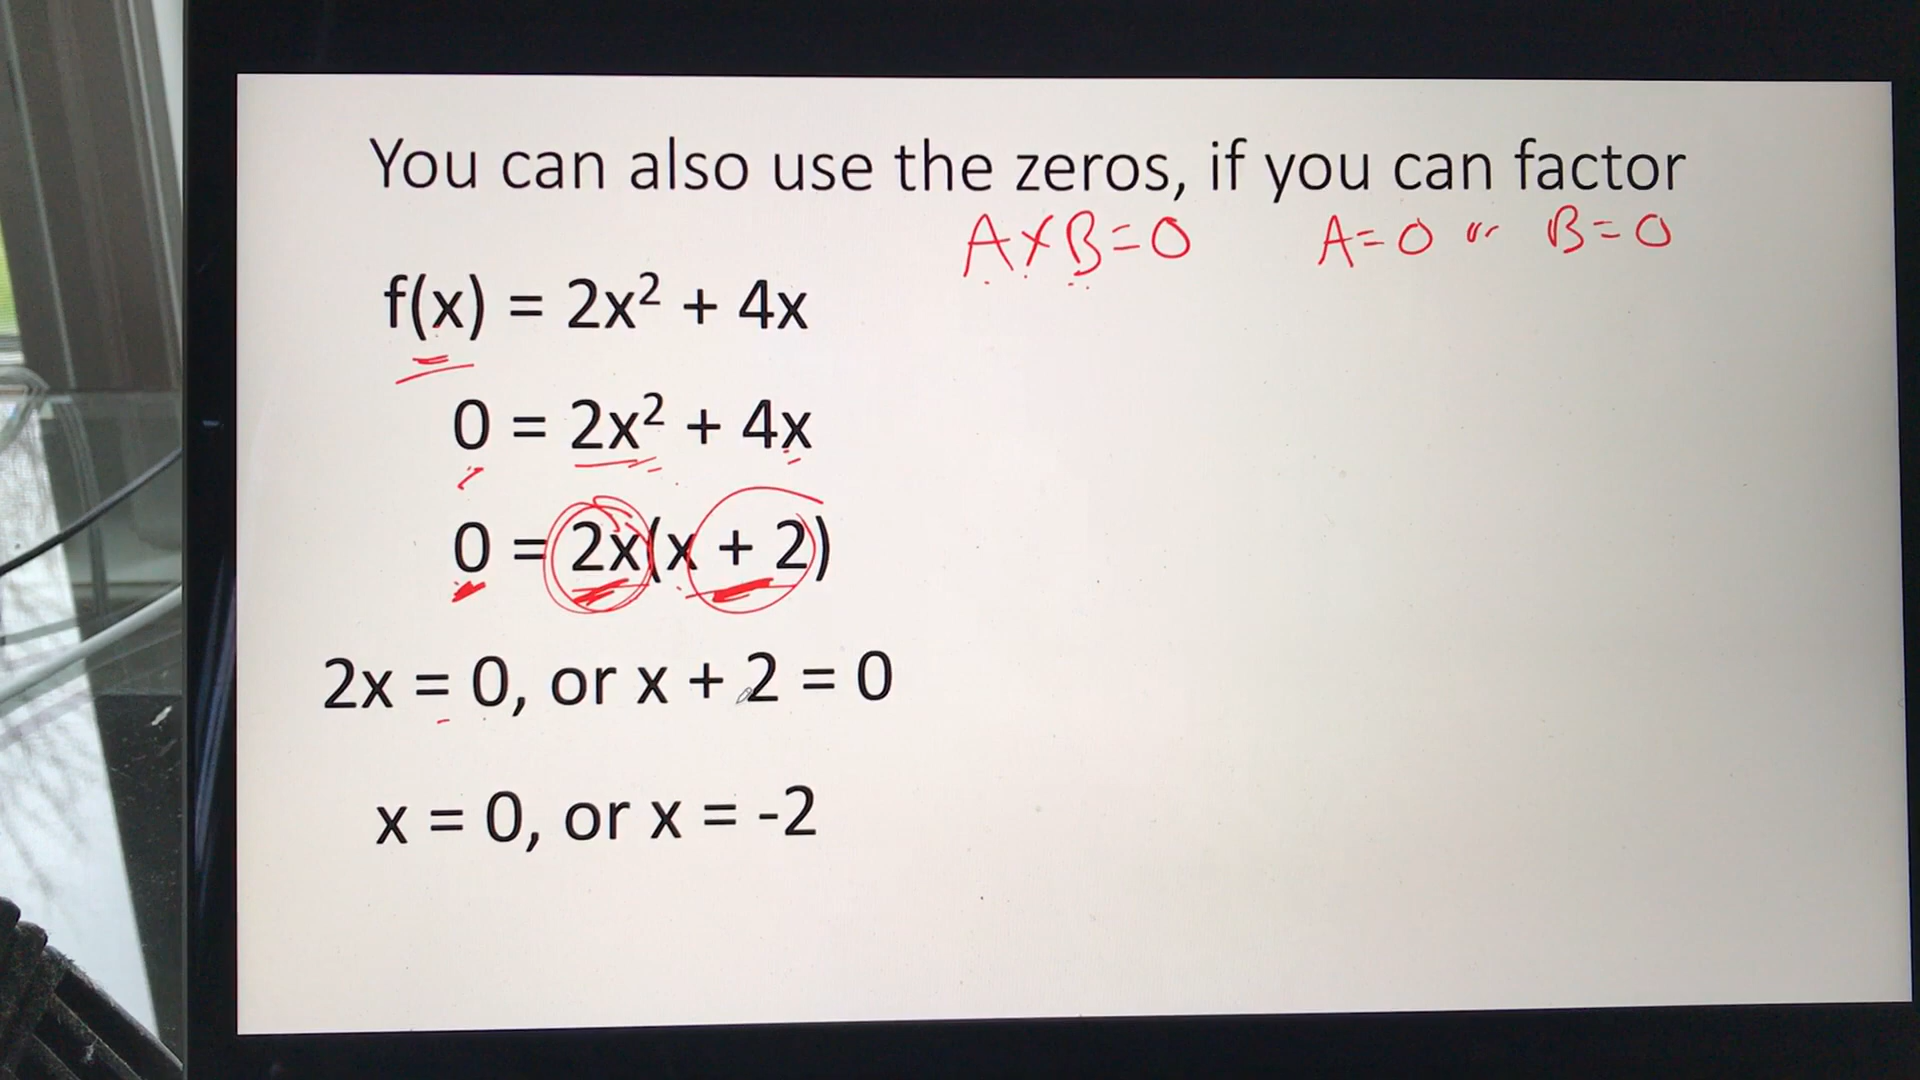 You can also use the zeros, if you can factor
A×B=0 A=0 or B=0
f(x) = 2x² + 4x
0 = 2x² + 4x
0 = 2x(x + 2)
2x = 0, or x + 2 = 0
x = 0, or x = -2